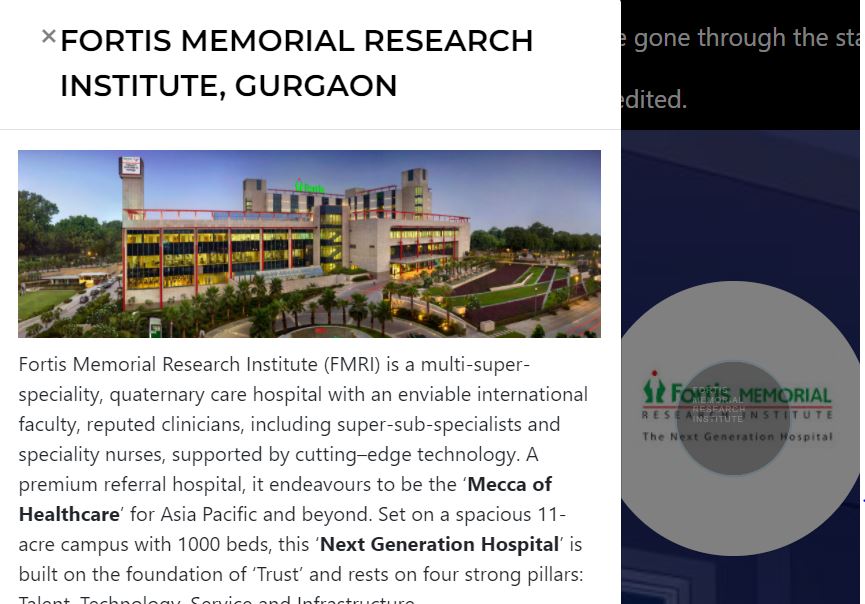 × FORTIS MEMORIAL RESEARCH
INSTITUTE, GURGAON
Fortis Memorial Research Institute (FMRI) is a multi-super-
speciality, quaternary care hospital with an enviable international
faculty, reputed clinicians, including super-sub-specialists and
speciality nurses, supported by cutting–edge technology. A
premium referral hospital, it endeavours to be the ‘Mecca of
Healthcare’ for Asia Pacific and beyond. Set on a spacious 11-
acre campus with 1000 beds, this ‘Next Generation Hospital’ is
built on the foundation of ‘Trust’ and rests on four strong pillars:
Talent, Technology, Service and Infrastructure.
e gone through the sta
edited.
Fortis MEMORIAL
RESEARCH INSTITUTE
The Next Generation Hospital
FORTIS
MEMORIAL
RESEARCH
INSTITUTE